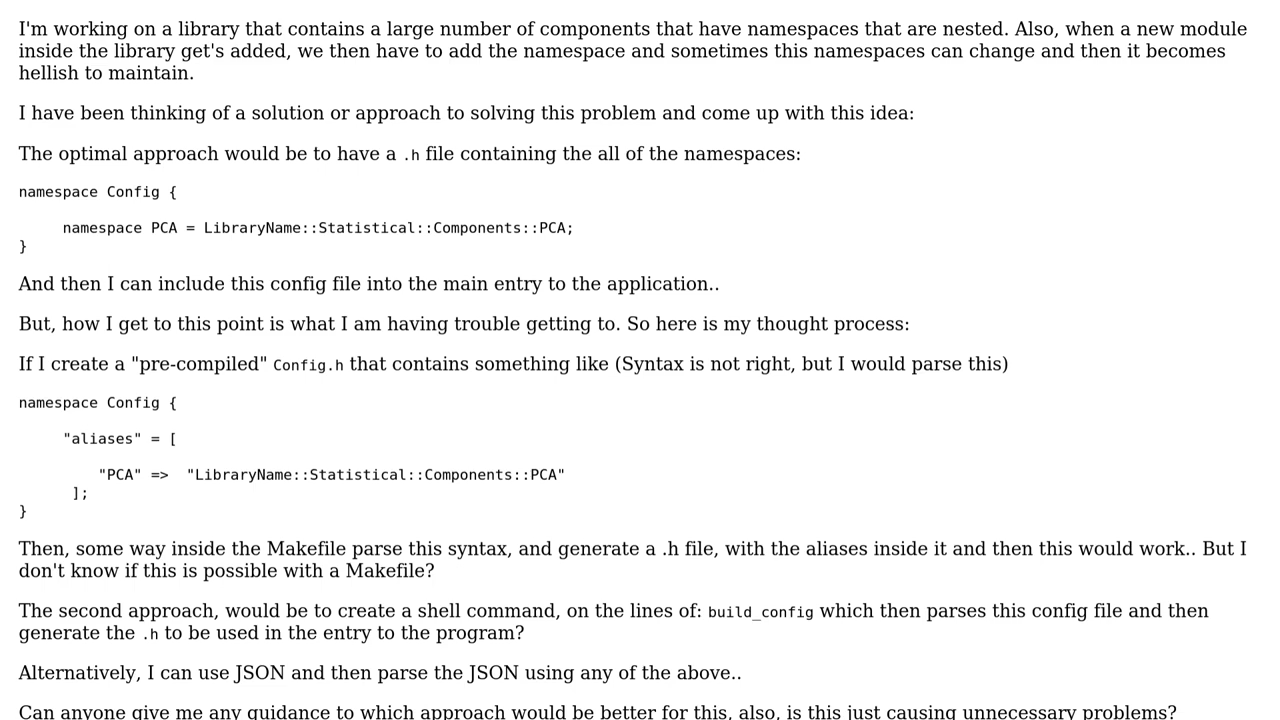 I'm working on a library that contains a large number of components that have namespaces that are nested. Also, when a new module
inside the library get's added, we then have to add the namespace and sometimes this namespaces can change and then it becomes
hellish to maintain.
I have been thinking of a solution or approach to solving this problem and come up with this idea:
The optimal approach would be to have a .h file containing the all of the namespaces:
namespace Config {
namespace PCA = LibraryName::Statistical::Components::PCA;
}
And then I can include this config file into the main entry to the application..
But, how I get to this point is what I am having trouble getting to. So here is my thought process:
If I create a "pre-compiled" Config.h that contains something like (Syntax is not right, but I would parse this)
namespace Config {
"aliases" = [
"PCA" =>  "LibraryName::Statistical::Components::PCA"
];
}
Then, some way inside the Makefile parse this syntax, and generate a .h file, with the aliases inside it and then this would work.. But I
don't know if this is possible with a Makefile?
The second approach, would be to create a shell command, on the lines of: build_config which then parses this config file and then
generate the .h to be used in the entry to the program?
Alternatively, I can use JSON and then parse the JSON using any of the above..
Can anyone give me any guidance to which approach would be better for this, also, is this just causing unnecessary problems?